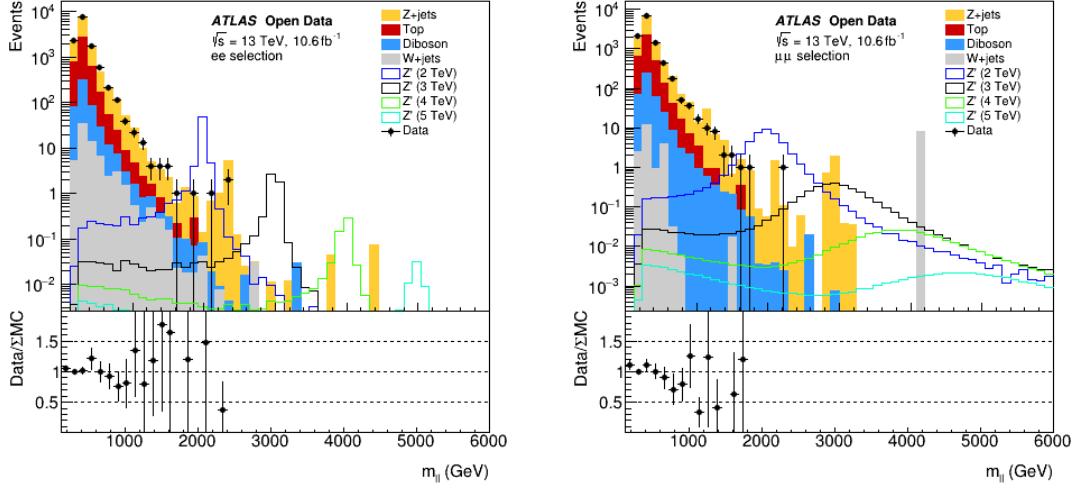 Events
10⁵
10⁴
10³
10²
10
1
10⁻¹
10⁻²
ATLAS Open Data
√s = 13 TeV, 10.6 fb⁻¹
ee selection
Z+jets
Top
Diboson
W+jets
Z' (2 TeV)
Z' (3 TeV)
Z' (4 TeV)
Z' (5 TeV)
Data
Data/ΣMC
1.5
1
0.5
1000 2000 3000 4000 5000 6000
m_ll (GeV)
Events
10⁵
10⁴
10³
10²
10
1
10⁻¹
10⁻²
10⁻³
ATLAS Open Data
√s = 13 TeV, 10.6 fb⁻¹
μμ selection
Z+jets
Top
Diboson
W+jets
Z' (2 TeV)
Z' (3 TeV)
Z' (4 TeV)
Z' (5 TeV)
Data
Data/ΣMC
1.5
1
0.5
1000 2000 3000 4000 5000 6000
m_ll (GeV)